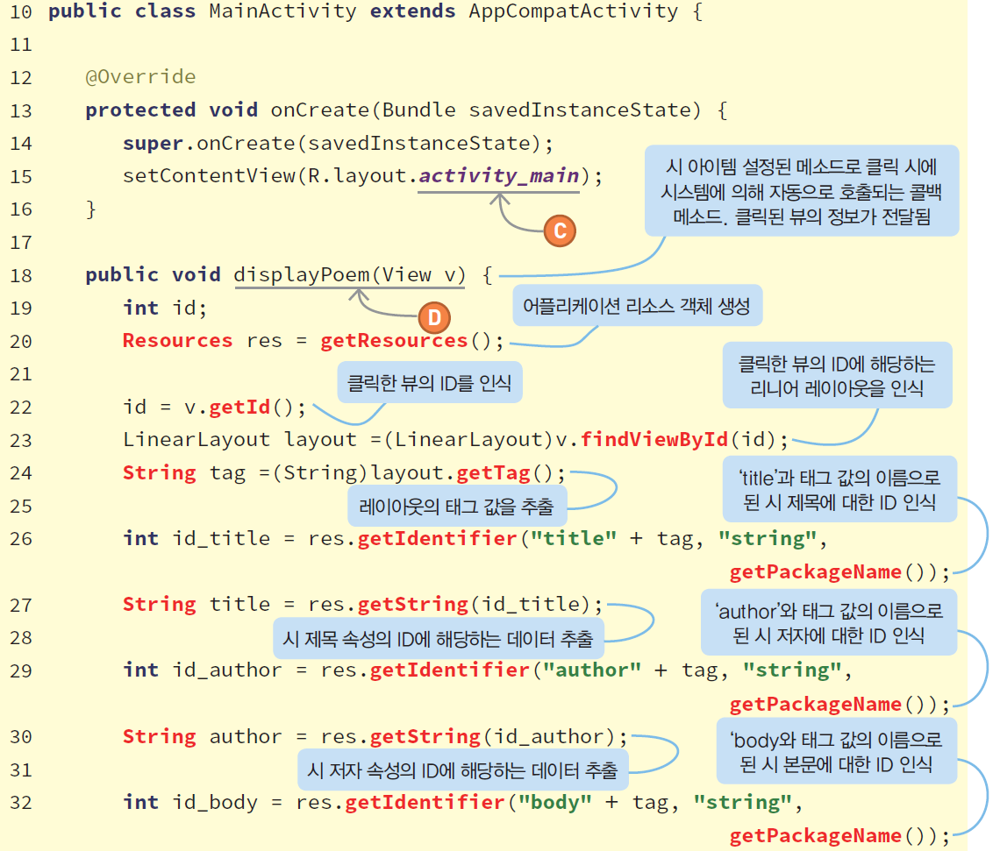 10 public class MainActivity extends AppCompatActivity {
11
12 @Override
13 protected void onCreate(Bundle savedInstanceState) {
14 super.onCreate(savedInstanceState);
15 setContentView(R.layout.activity_main);
시 아이템 설정된 메소드로 클릭 시에
시스템에 의해 자동으로 호출되는 콜백
메소드. 클릭된 뷰의 정보가 전달됨
16 }
C
17
18 public void displayPoem(View v) {
19 int id;
D
어플리케이션 리소스 객체 생성
20 Resources res = getResources();
21
클릭한 뷰의 ID를 인식
클릭한 뷰의 ID에 해당하는
리니어 레이아웃을 인식
22 id = v.getId();
23 LinearLayout layout =(LinearLayout)v.findViewById(id);
24 String tag =(String)layout.getTag();
‘title’과 태그 값의 이름으로
된 시 제목에 대한 ID 인식
25
레이아웃의 태그 값을 추출
26 int id_title = res.getIdentifier("title" + tag, "string",
getPackageName());
27 String title = res.getString(id_title);
‘author’와 태그 값의 이름으로
된 시 저자에 대한 ID 인식
28
시 제목 속성의 ID에 해당하는 데이터 추출
29 int id_author = res.getIdentifier("author" + tag, "string",
getPackageName());
30 String author = res.getString(id_author);
‘body와 태그 값의 이름으로
된 시 본문에 대한 ID 인식
31
시 저자 속성의 ID에 해당하는 데이터 추출
32 int id_body = res.getIdentifier("body" + tag, "string",
getPackageName());